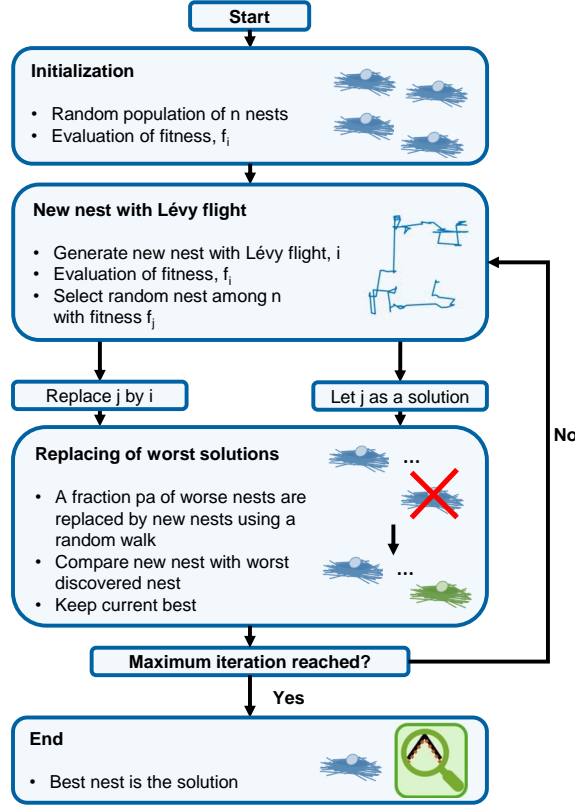 Start
Initialization
• Random population of n nests
• Evaluation of fitness, fi
New nest with Lévy flight
• Generate new nest with Lévy flight, i
• Evaluation of fitness, fi
• Select random nest among n
with fitness fj
Replace j by i
Let j as a solution
No
Replacing of worst solutions
...
• A fraction pa of worse nests are
replaced by new nests using a
random walk
• Compare new nest with worst
discovered nest
• Keep current best
...
Maximum iteration reached?
Yes
End
• Best nest is the solution